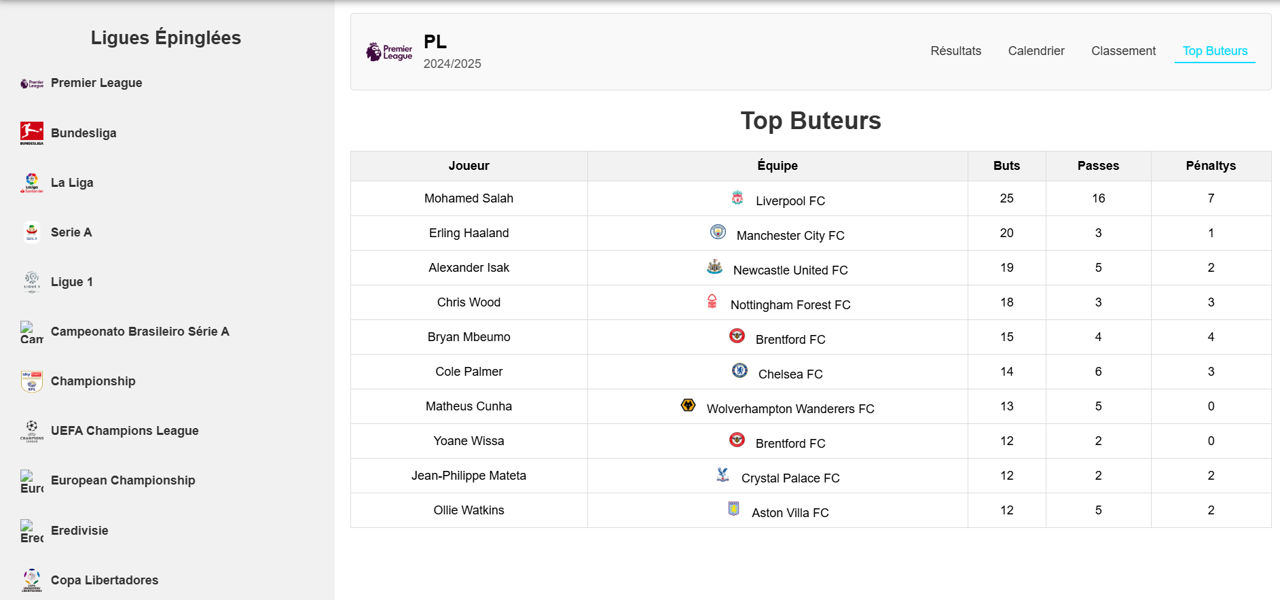 Ligues Épinglées
Premier League
Bundesliga
La Liga
Serie A
Ligue 1
Cam
Campeonato Brasileiro Série A
Championship
UEFA Champions League
Euro
European Championship
Ered
Eredivisie
Copa Libertadores
Premier
League
PL
2024/2025
Résultats Calendrier Classement Top Buteurs
Top Buteurs
Joueur Équipe Buts Passes Pénaltys
Mohamed Salah Liverpool FC 25 16 7
Erling Haaland Manchester City FC 20 3 1
Alexander Isak Newcastle United FC 19 5 2
Chris Wood Nottingham Forest FC 18 3 3
Bryan Mbeumo Brentford FC 15 4 4
Cole Palmer Chelsea FC 14 6 3
Matheus Cunha Wolverhampton Wanderers FC 13 5 0
Yoane Wissa Brentford FC 12 2 0
Jean-Philippe Mateta Crystal Palace FC 12 2 2
Ollie Watkins Aston Villa FC 12 5 2